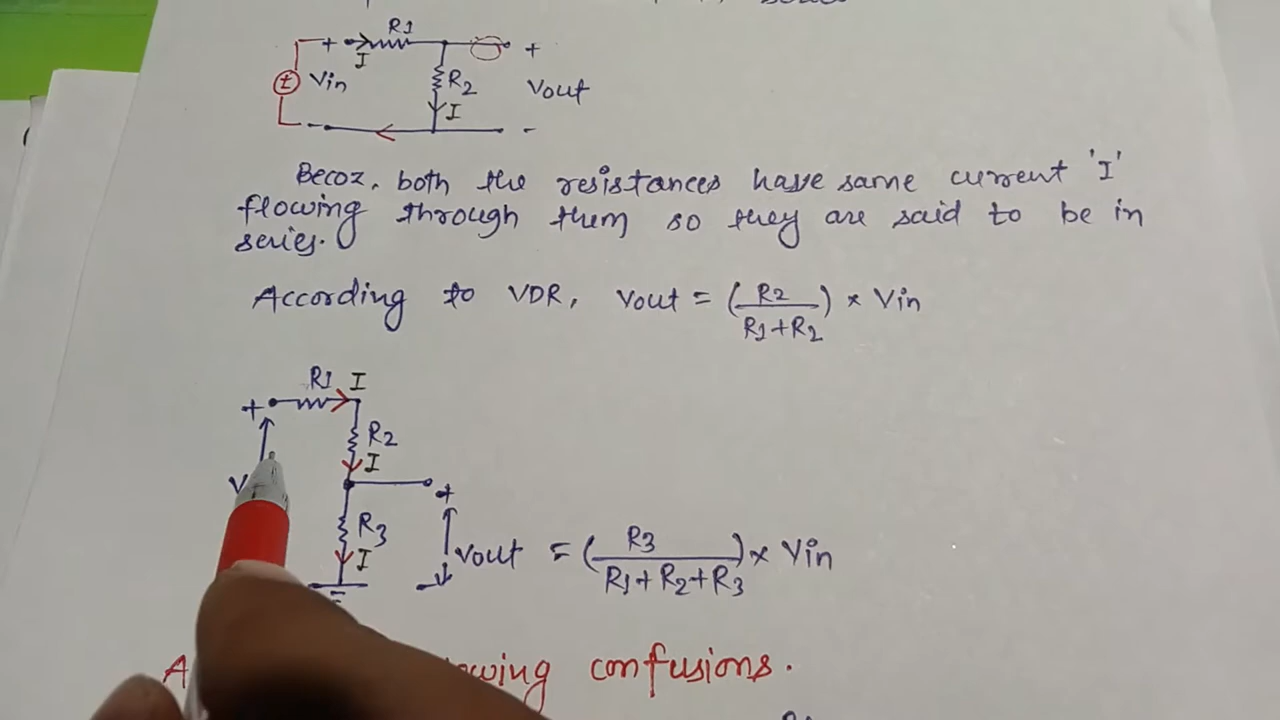 R1
+ I +
Vin R2 Vout
I
- -
Becoz, both the resistances have same current 'I'
flowing through them so they are said to be in
series.
According to VDR, Vout = (R2 / R1+R2) × Vin
R1 I
+
R2
I
+
R3
I
Vout = (R3 / R1+R2+R3) × Vin
confusions.